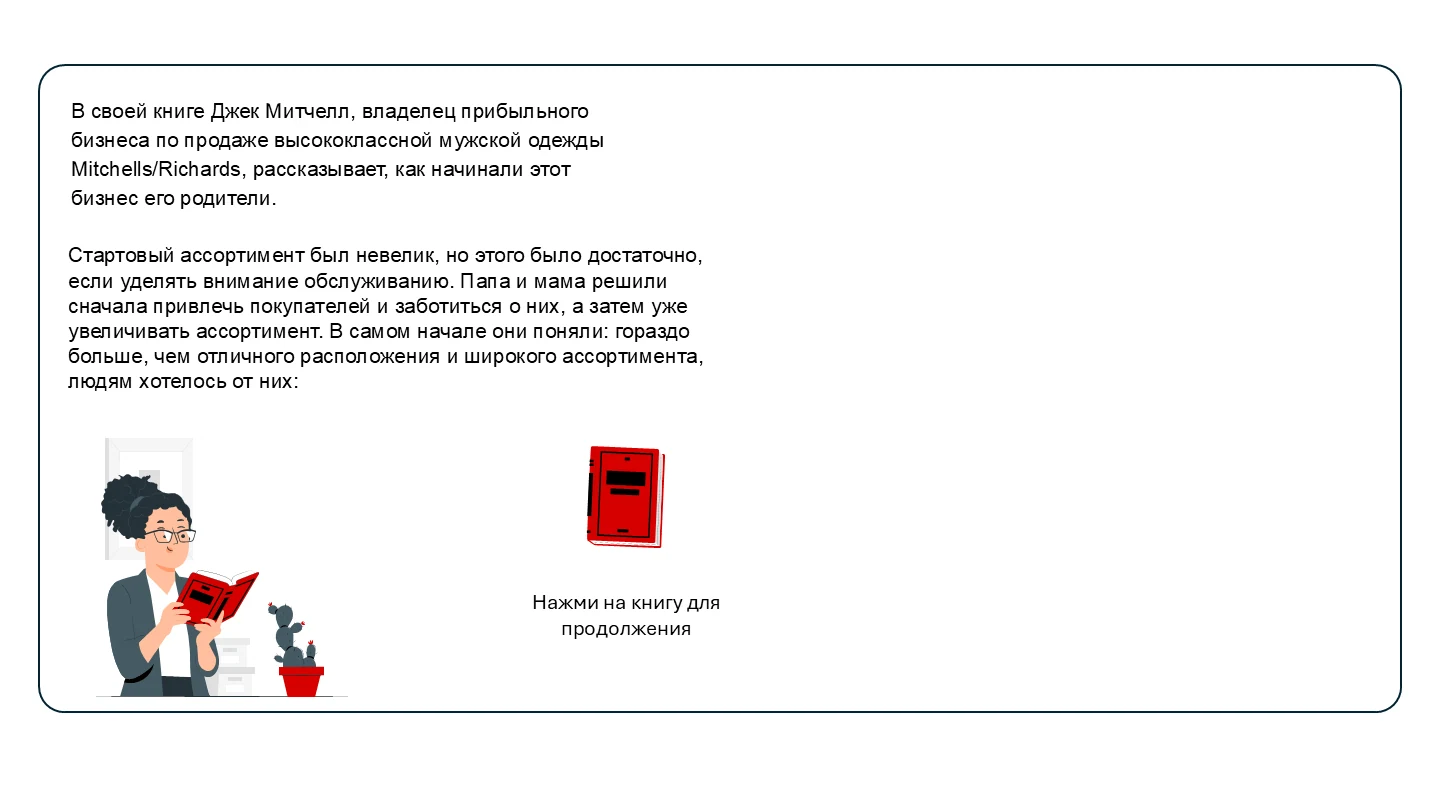 В своей книге Джек Митчелл, владелец прибыльного
бизнеса по продаже высококлассной мужской одежды
Mitchells/Richards, рассказывает, как начинали этот
бизнес его родители.
Стартовый ассортимент был невелик, но этого было достаточно,
если уделять внимание обслуживанию. Папа и мама решили
сначала привлечь покупателей и заботиться о них, а затем уже
увеличивать ассортимент. В самом начале они поняли: гораздо
больше, чем отличного расположения и широкого ассортимента,
людям хотелось от них:
Нажми на книгу для
продолжения